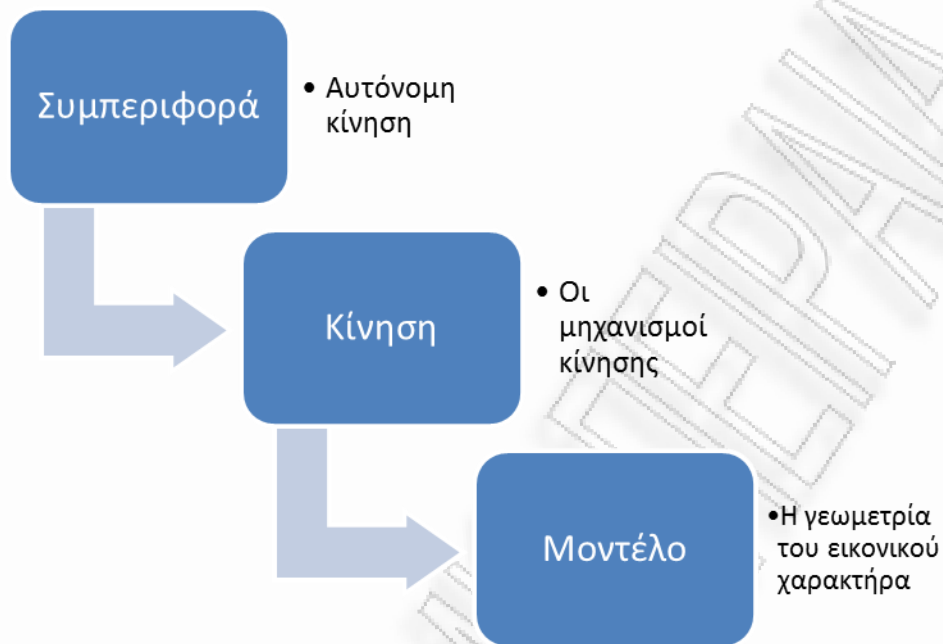 Συμπεριφορά
• Αυτόνομη
κίνηση
Κίνηση
• Οι
μηχανισμοί
κίνησης
Μοντέλο
•Η γεωμετρία
του εικονικού
χαρακτήρα